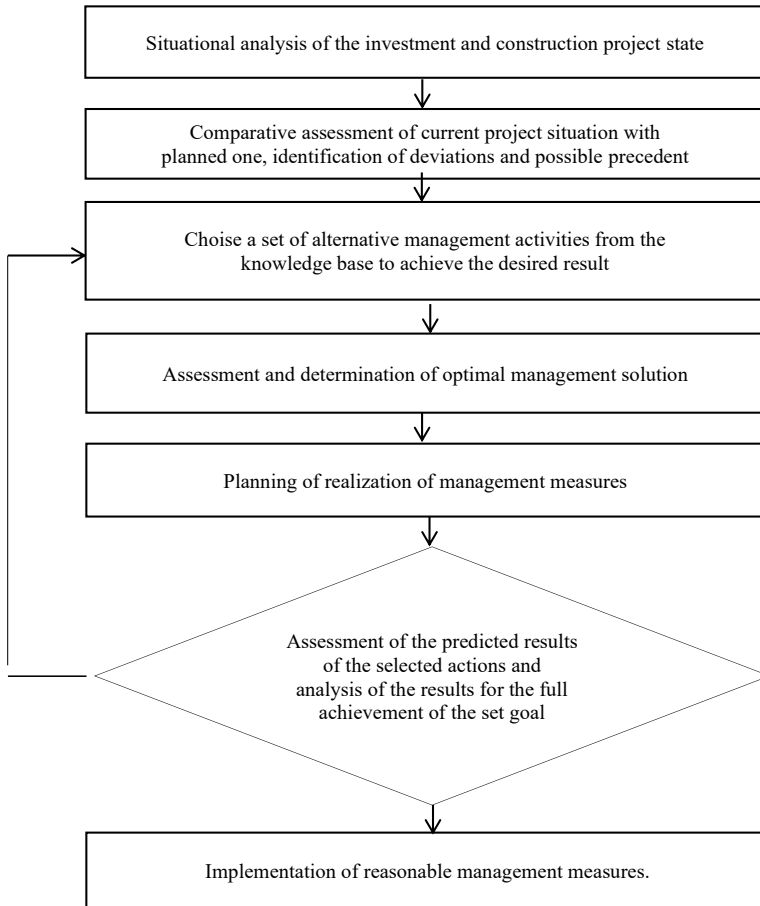 Situational analysis of the investment and construction project state
Comparative assessment of current project situation with
planned one, identification of deviations and possible precedent
Choise a set of alternative management activities from the
knowledge base to achieve the desired result
Assessment and determination of optimal management solution
Planning of realization of management measures
Assessment of the predicted results
of the selected actions and
analysis of the results for the full
achievement of the set goal
Implementation of reasonable management measures.